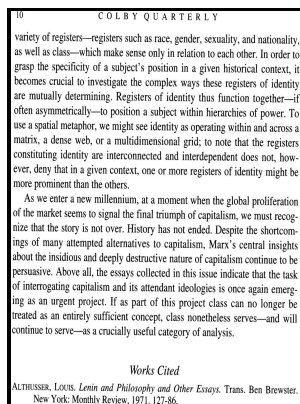 10 COLBY QUARTERLY
variety of registers—registers such as race, gender, sexuality, and nationality,
as well as class—which make sense only in relation to each other. In order to
grasp the specificity of a subject's position in a given historical context, it
becomes crucial to investigate the complex ways these registers of identity
are mutually determining. Registers of identity thus function together—if
often asymmetrically—to position a subject within hierarchies of power. To
use a spatial metaphor, we might see identity as operating within and across a
matrix, a dense web, or a multidimensional grid; to note that the registers
constituting identity are interconnected and interdependent does not, how-
ever, deny that in a given context, one or more registers of identity might be
more prominent than the others.
As we enter a new millennium, at a moment when the global proliferation
of the market seems to signal the final triumph of capitalism, we must recog-
nize that the story is not over. History has not ended. Despite the shortcom-
ings of many attempted alternatives to capitalism, Marx's central insights
about the insidious and deeply destructive nature of capitalism continue to be
persuasive. Above all, the essays collected in this issue indicate that the task
of interrogating capitalism and its attendant ideologies is once again emerg-
ing as an urgent project. If as part of this project class can no longer be
treated as an entirely sufficient concept, class nonetheless serves—and will
continue to serve—as a crucially useful category of analysis.
Works Cited
ALTHUSSER, LOUIS. Lenin and Philosophy and Other Essays. Trans. Ben Brewster.
New York: Monthly Review, 1971. 127-86.